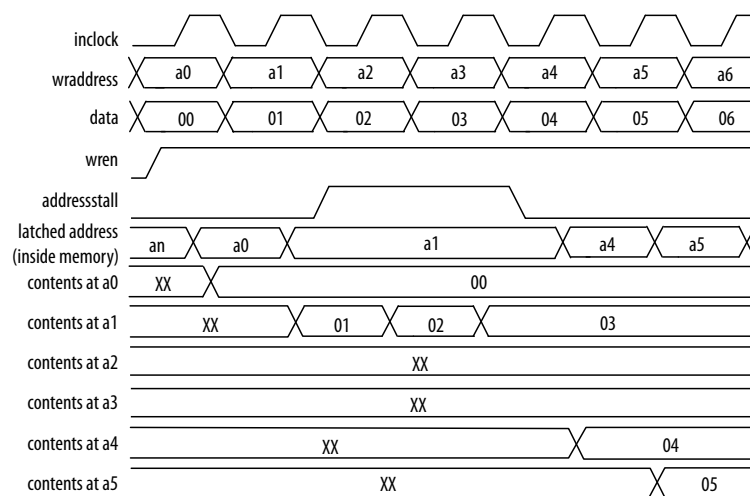 inclock
wraddress a0 a1 a2 a3 a4 a5 a6
data 00 01 02 03 04 05 06
wren
addressstall
latched address
(inside memory) an a0 a1 a4 a5
contents at a0 XX 00
contents at a1 XX 01 02 03
contents at a2 XX
contents at a3 XX
contents at a4 XX 04
contents at a5 XX 05